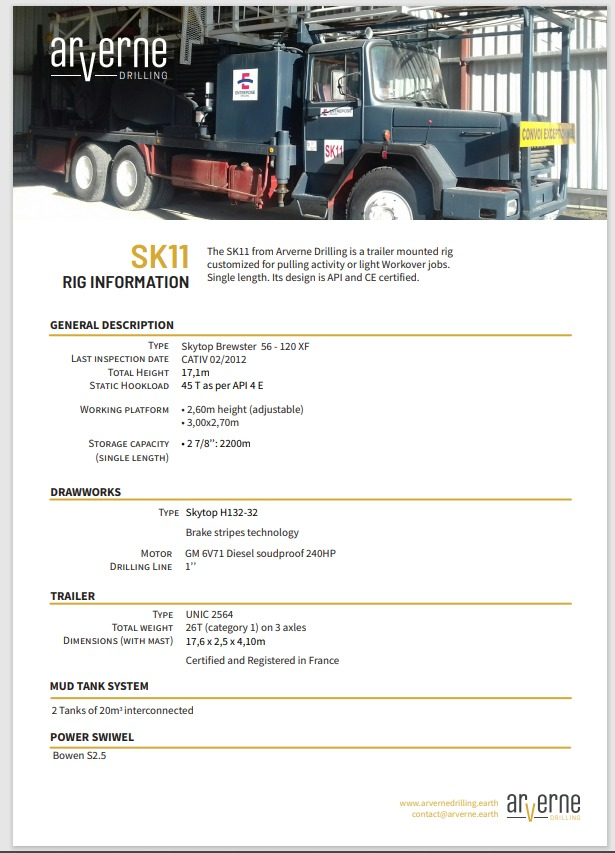 arverne
DRILLING
ENTREPOSE
ENTREPOSE
SK11
CONVOI EXCEPTIONNEL
SK11
RIG INFORMATION
The SK11 from Arverne Drilling is a trailer mounted rig
customized for pulling activity or light Workover jobs.
Single length. Its design is API and CE certified.
GENERAL DESCRIPTION
TYPE Skytop Brewster 56 - 120 XF
LAST INSPECTION DATE CATIV 02/2012
TOTAL HEIGHT 17,1m
STATIC HOOKLOAD 45 T as per API 4 E
WORKING PLATFORM • 2,60m height (adjustable)
• 3,00x2,70m
STORAGE CAPACITY • 2 7/8’’: 2200m
(SINGLE LENGTH)
DRAWWORKS
TYPE Skytop H132-32
Brake stripes technology
MOTOR GM 6V71 Diesel soudproof 240HP
DRILLING LINE 1’’
TRAILER
TYPE UNIC 2564
TOTAL WEIGHT 26T (category 1) on 3 axles
DIMENSIONS (WITH MAST) 17,6 x 2,5 x 4,10m
Certified and Registered in France
MUD TANK SYSTEM
2 Tanks of 20m³ interconnected
POWER SWIWEL
Bowen S2.5
www.arvernedrilling.earth
contact@arverne.earth
arverne
DRILLING